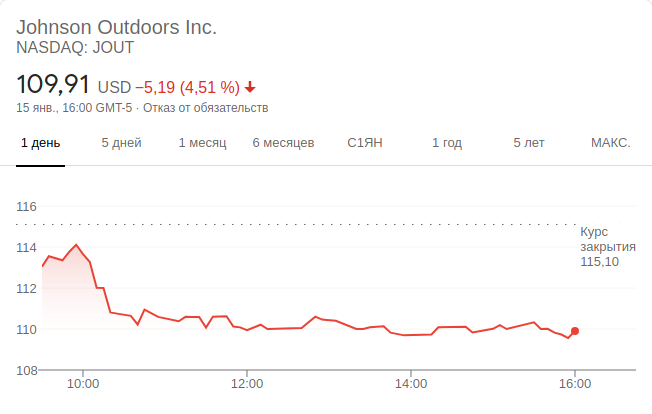 Johnson Outdoors Inc.
NASDAQ: JOUT
109,91 USD −5,19 (4,51 %)
15 янв., 16:00 GMT-5 · Отказ от обязательств
1 день 5 дней 1 месяц 6 месяцев С1ЯН 1 год 5 лет МАКС.
116
Курс
закрытия
115,10
114
112
110
108
10:00 12:00 14:00 16:00